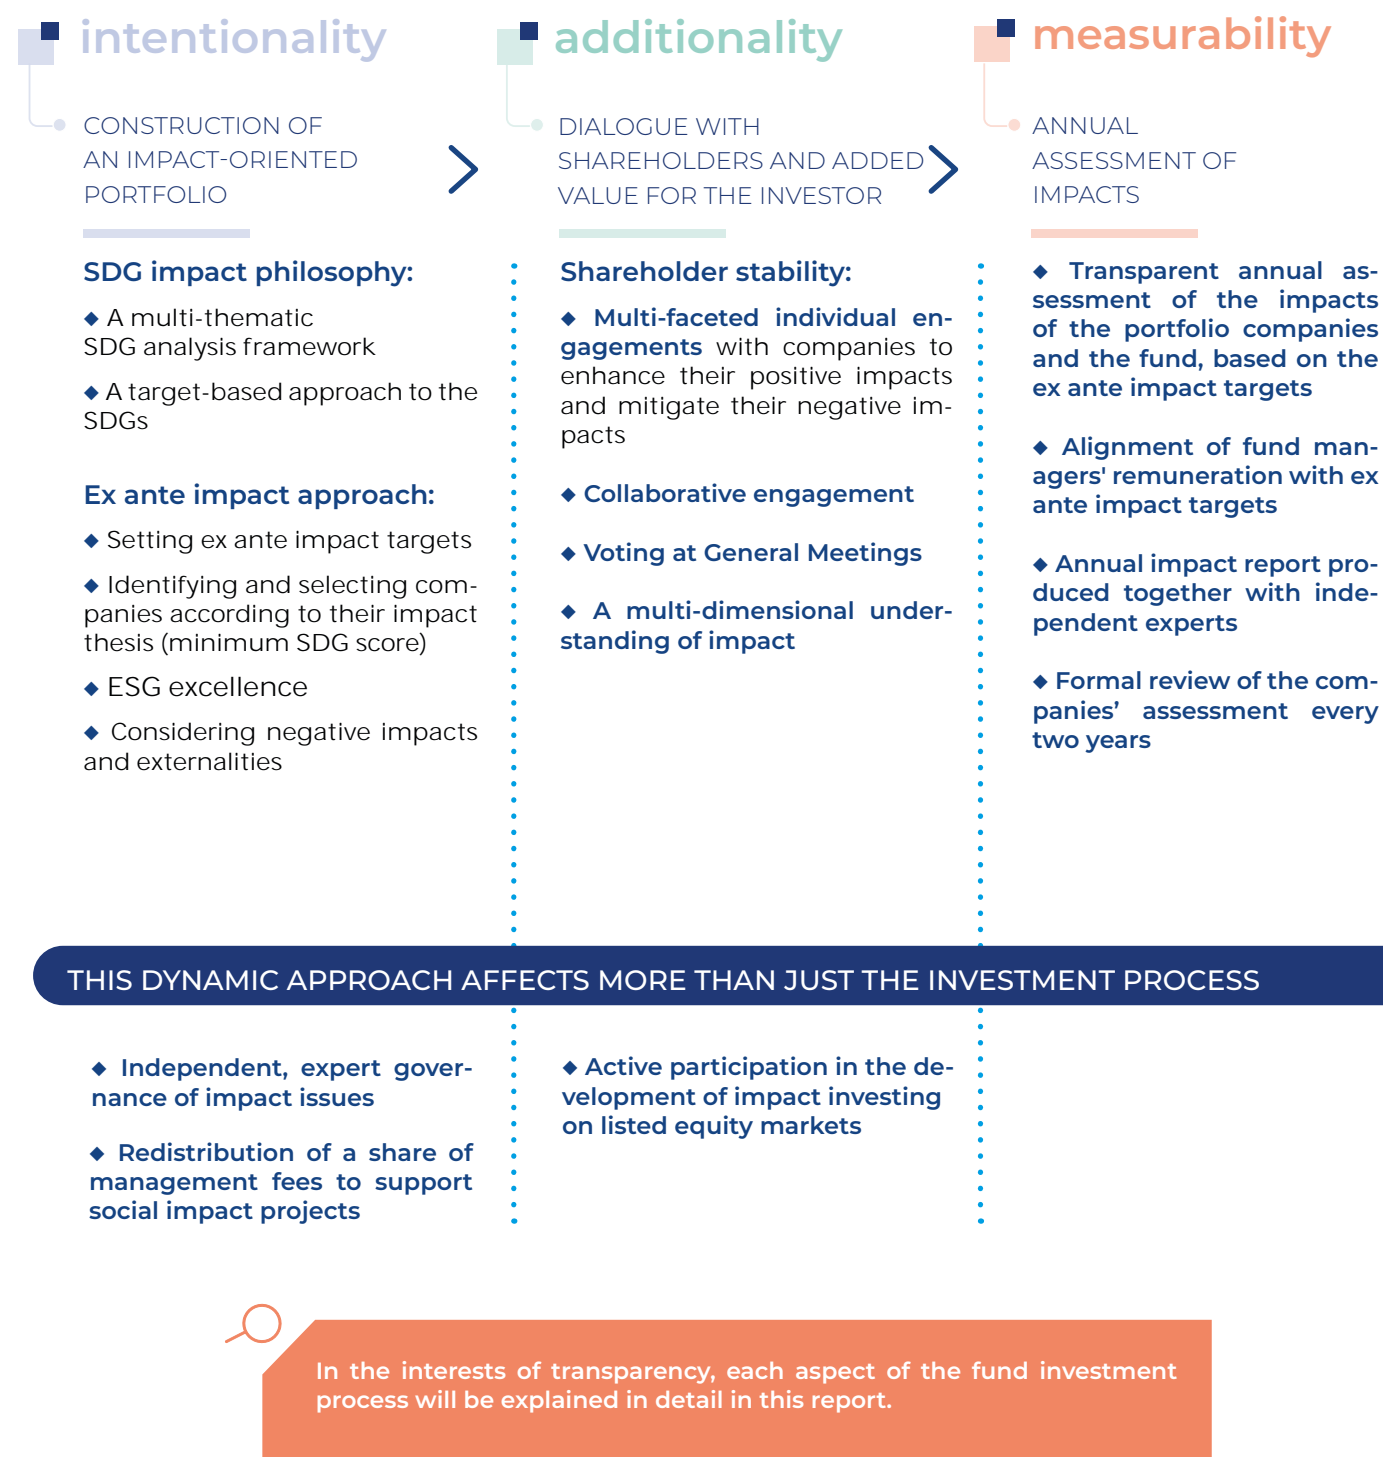 intentionality
CONSTRUCTION OF
AN IMPACT-ORIENTED
PORTFOLIO
SDG impact philosophy:
◆ A multi-thematic
SDG analysis framework
◆ A target-based approach to the
SDGs
Ex ante impact approach:
◆ Setting ex ante impact targets
◆ Identifying and selecting com-
panies according to their impact
thesis (minimum SDG score)
◆ ESG excellence
◆ Considering negative impacts
and externalities
additionality
DIALOGUE WITH
SHAREHOLDERS AND ADDED
VALUE FOR THE INVESTOR
Shareholder stability:
◆ Multi-faceted individual en-
gagements with companies to
enhance their positive impacts
and mitigate their negative im-
pacts
◆ Collaborative engagement
◆ Voting at General Meetings
◆ A multi-dimensional under-
standing of impact
measurability
ANNUAL
ASSESSMENT OF
IMPACTS
◆ Transparent annual as-
sessment of the impacts
of the portfolio companies
and the fund, based on the
ex ante impact targets
◆ Alignment of fund man-
agers' remuneration with ex
ante impact targets
◆ Annual impact report pro-
duced together with inde-
pendent experts
◆ Formal review of the com-
panies’ assessment every
two years
THIS DYNAMIC APPROACH AFFECTS MORE THAN JUST THE INVESTMENT PROCESS
◆ Independent, expert gover-
nance of impact issues
◆ Redistribution of a share of
management fees to support
social impact projects
◆ Active participation in the de-
velopment of impact investing
on listed equity markets
In the interests of transparency, each aspect of the fund investment
process will be explained in detail in this report.